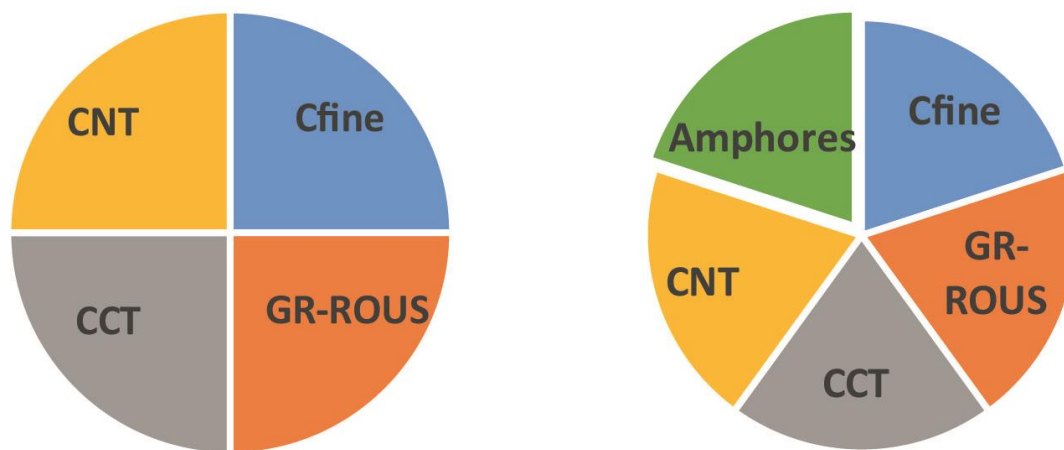 CNT
Cfine
CCT
GR-ROUS
Amphores
Cfine
CNT
GR-
ROUS
CCT